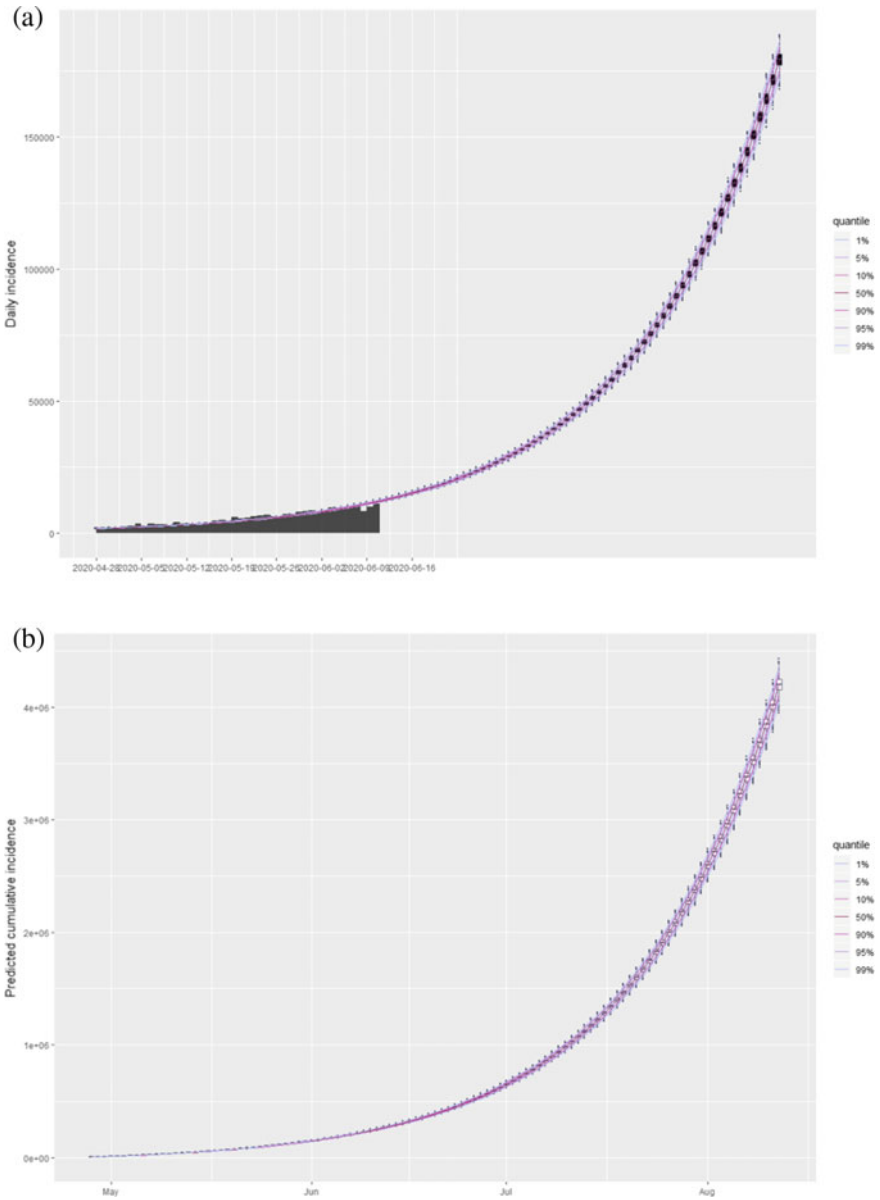 (a)
Daily incidence
150000
100000
50000
0
2020-04-28 2020-05-05 2020-05-12 2020-05-19 2020-05-26 2020-06-02 2020-06-09 2020-06-16
quantile
1%
5%
10%
50%
90%
95%
99%
(b)
Predicted cumulative incidence
4e+06
3e+06
2e+06
1e+06
0e+00
May Jun Jul Aug
quantile
1%
5%
10%
50%
90%
95%
99%